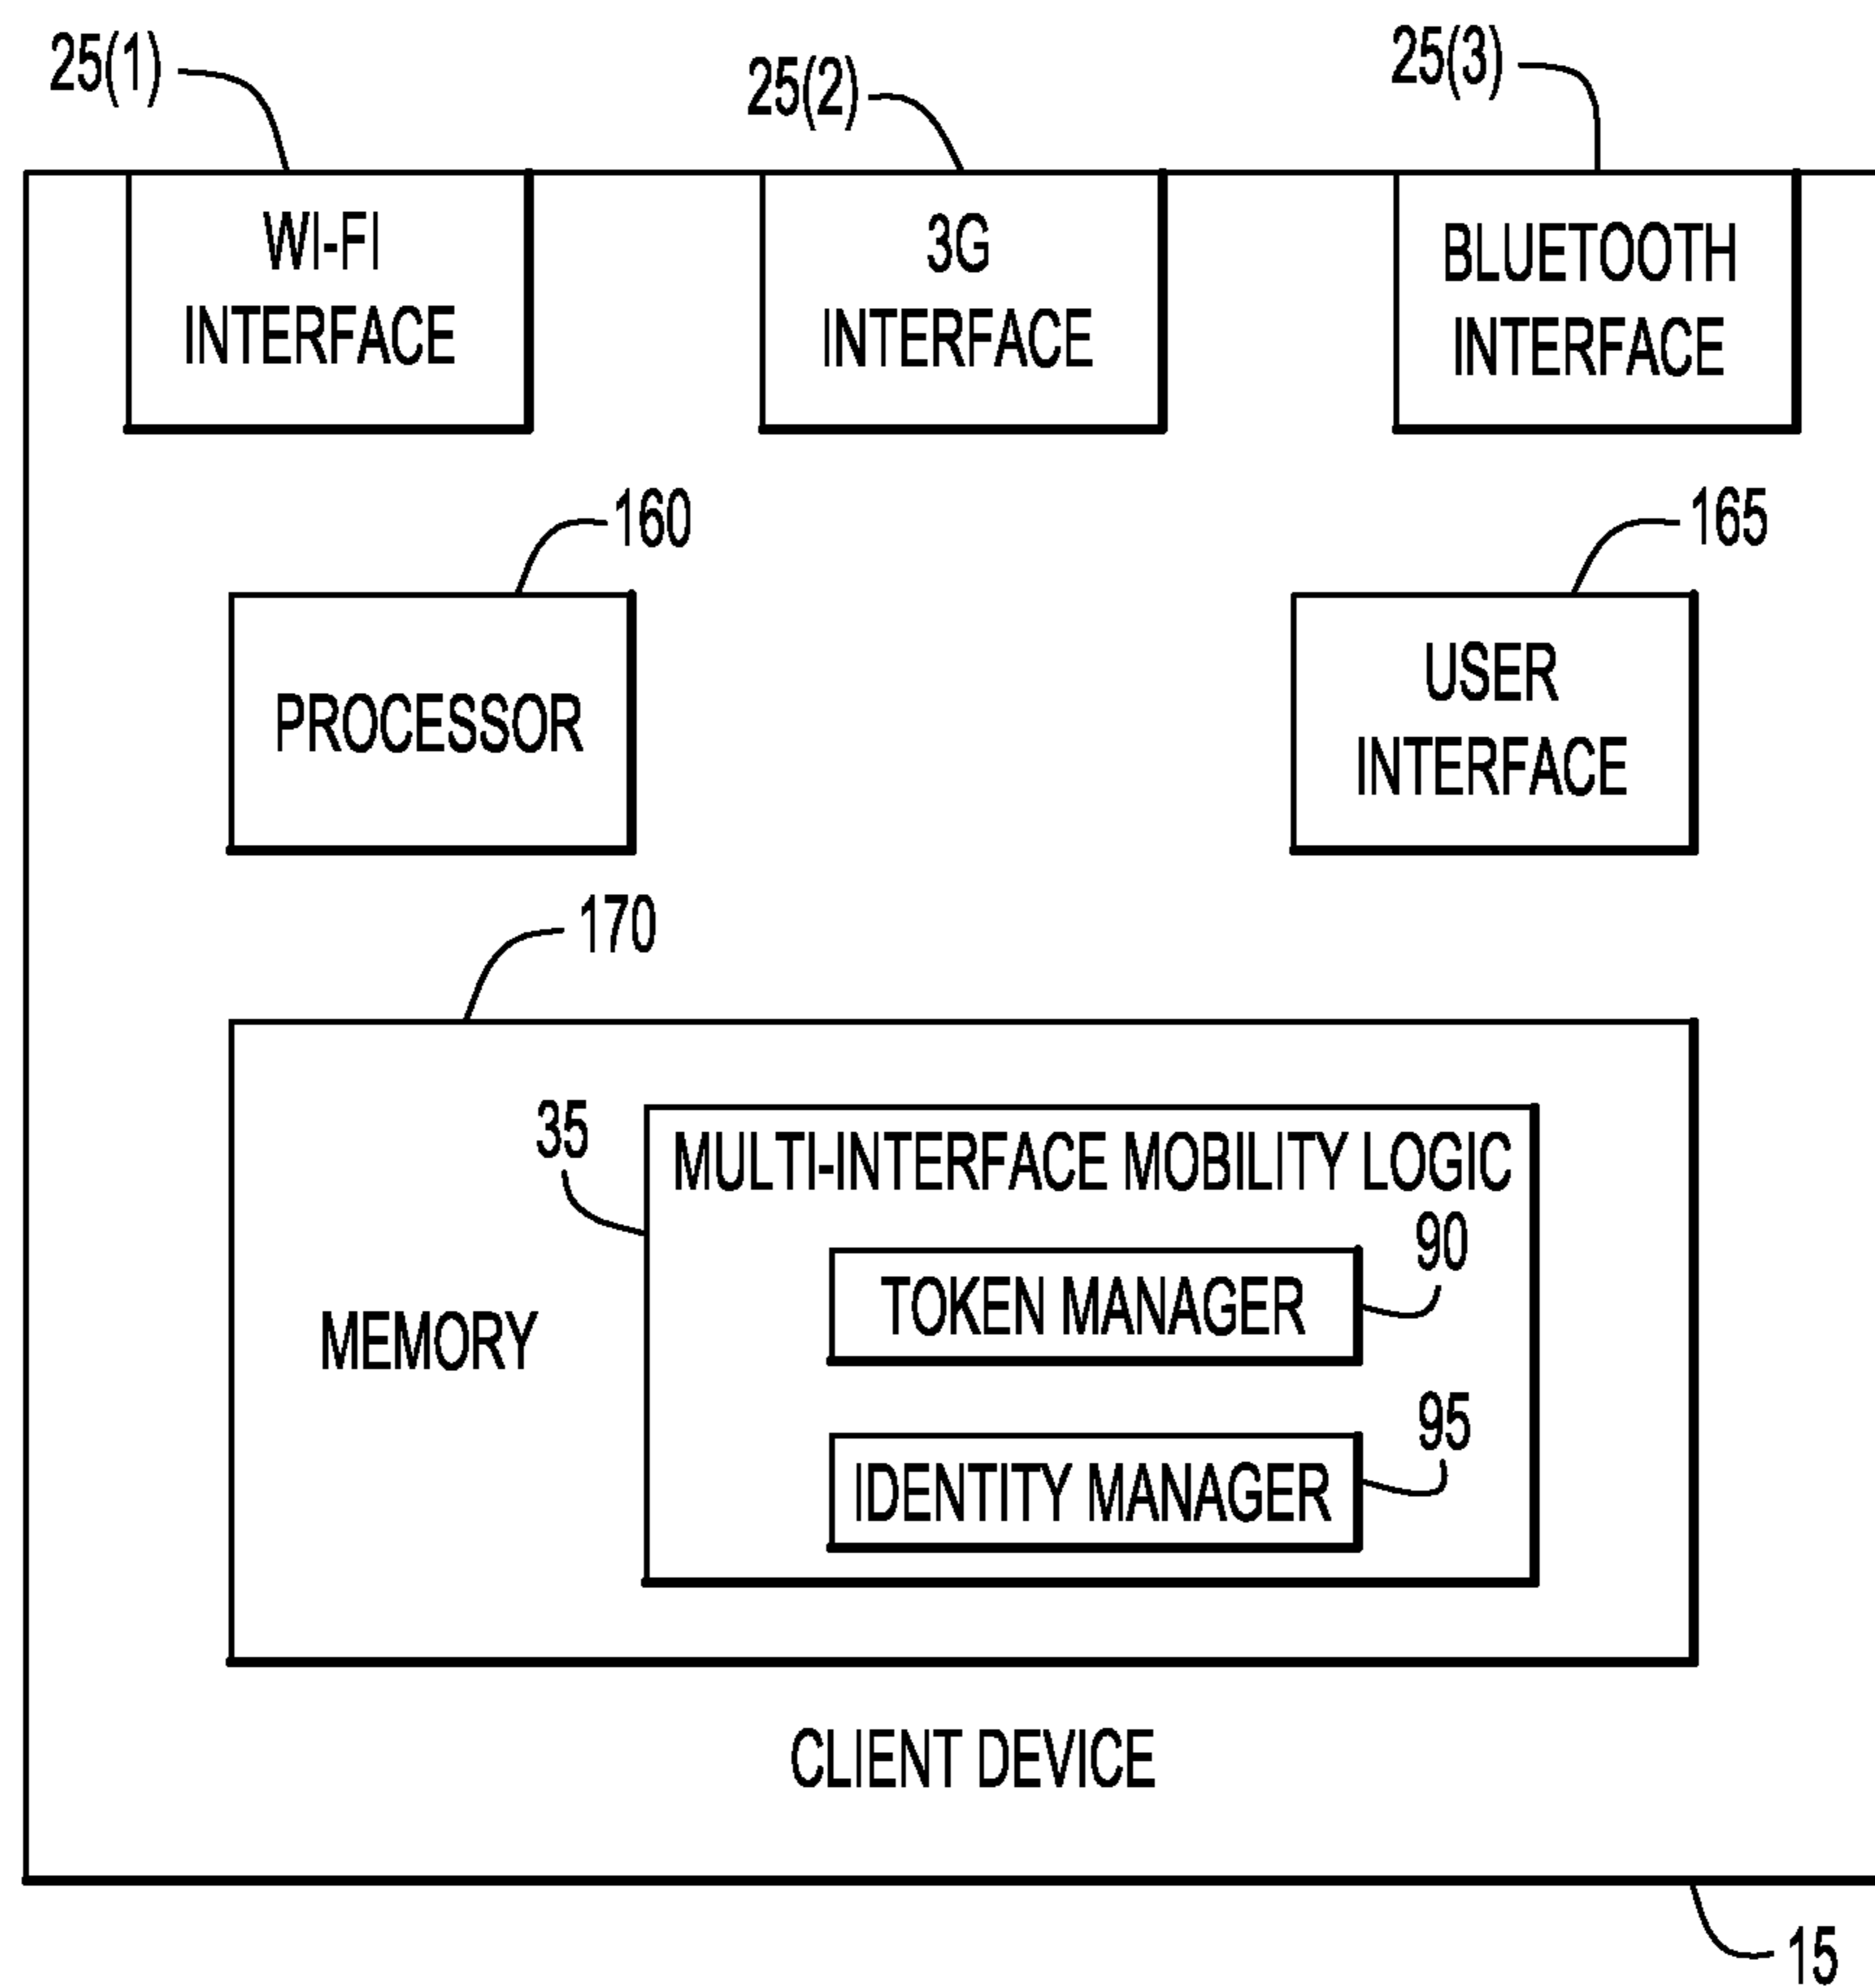 25(1)
25(2)
25(3)
WI-FI
INTERFACE
3G
INTERFACE
BLUETOOTH
INTERFACE
160
165
PROCESSOR
USER
INTERFACE
170
35
MULTI-INTERFACE MOBILITY LOGIC
90
TOKEN MANAGER
MEMORY
95
IDENTITY MANAGER
CLIENT DEVICE
15